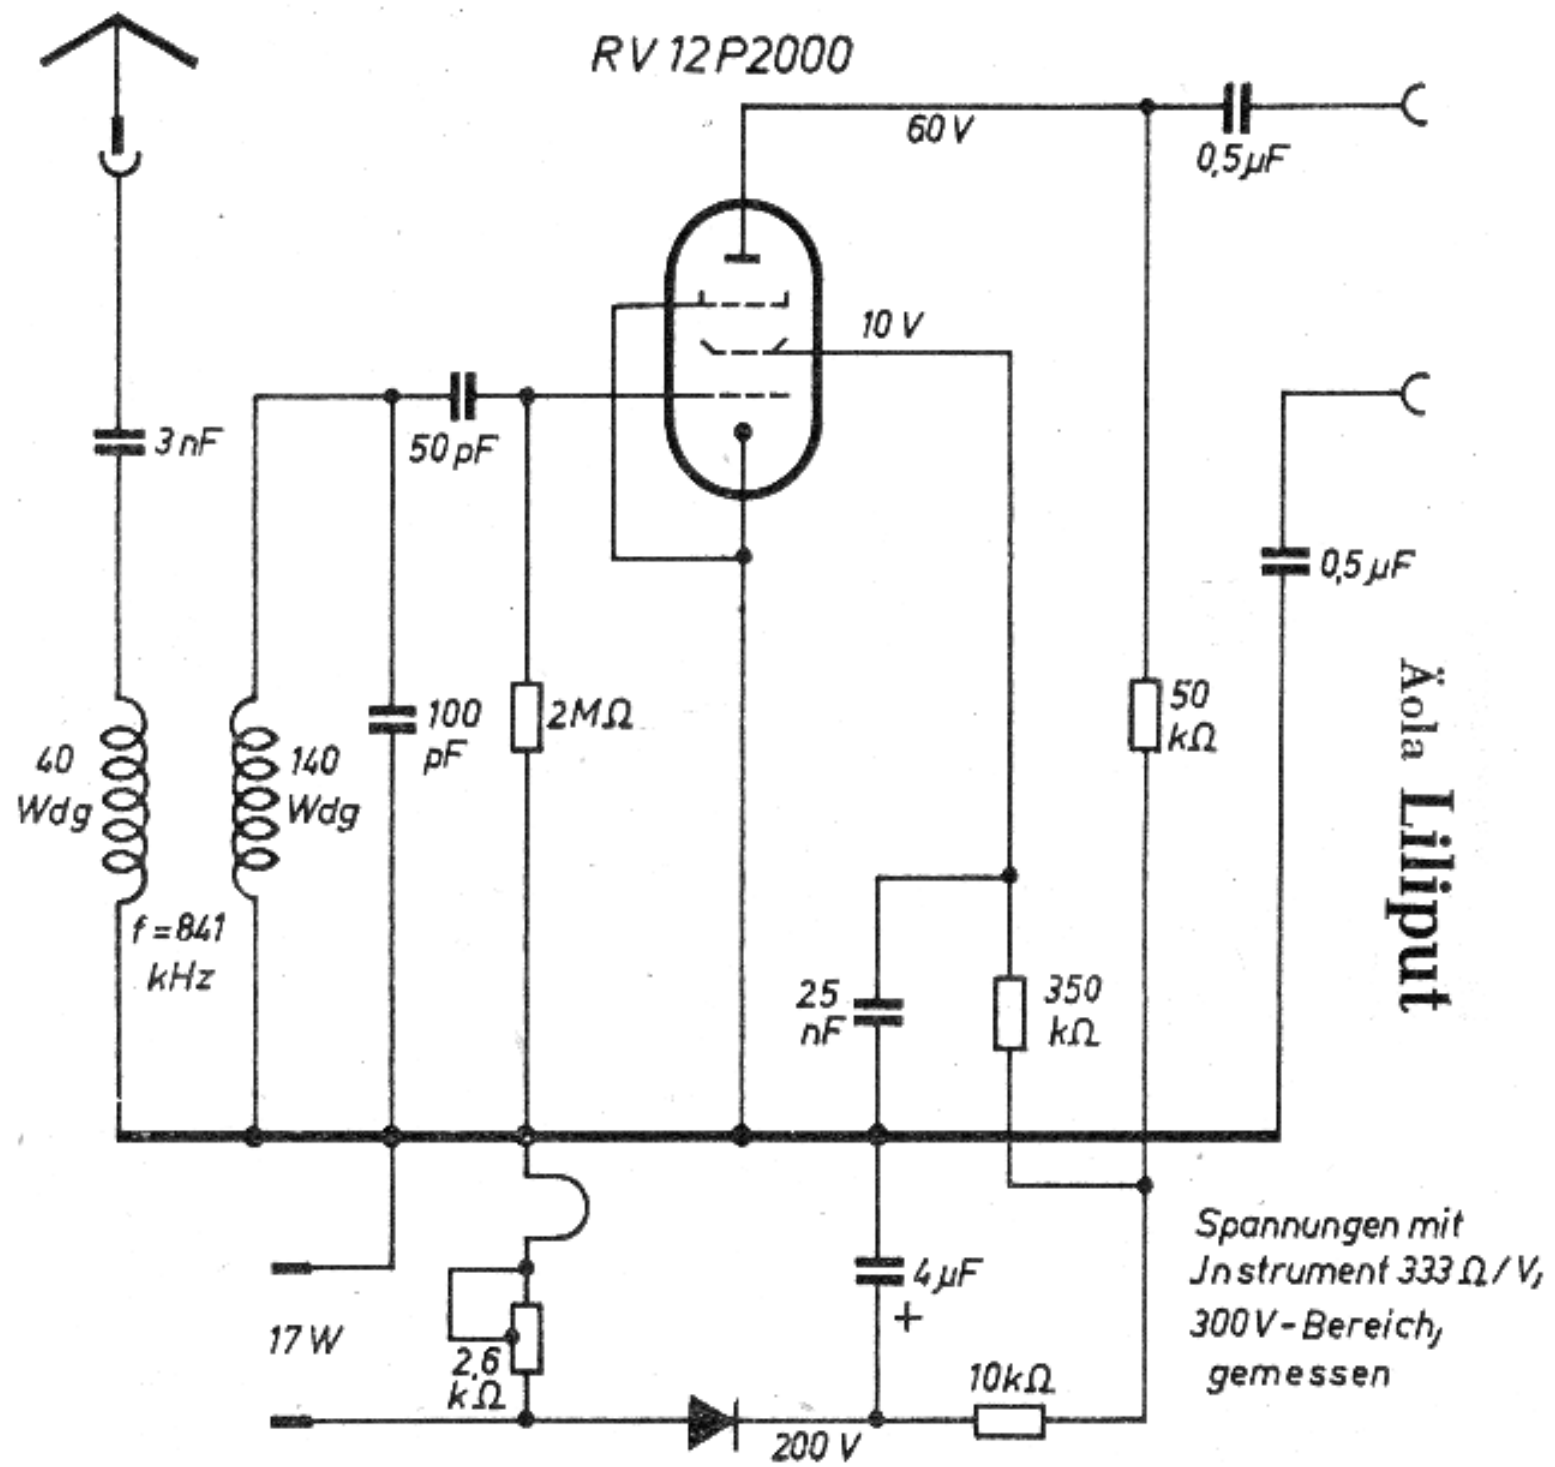 RV 12 P2000
60 V
0,5 µF
10 V
3 nF
50 pF
0,5 µF
40
Wdg
140
Wdg
100
pF
2 MΩ
50
kΩ
Äola Liliput
f = 841
kHz
25
nF
350
kΩ
4 µF
+
17 W
2,6
kΩ
10 kΩ
200 V
Spannungen mit
Jnstrument 333 Ω / V,
300 V - Bereich,
gemessen